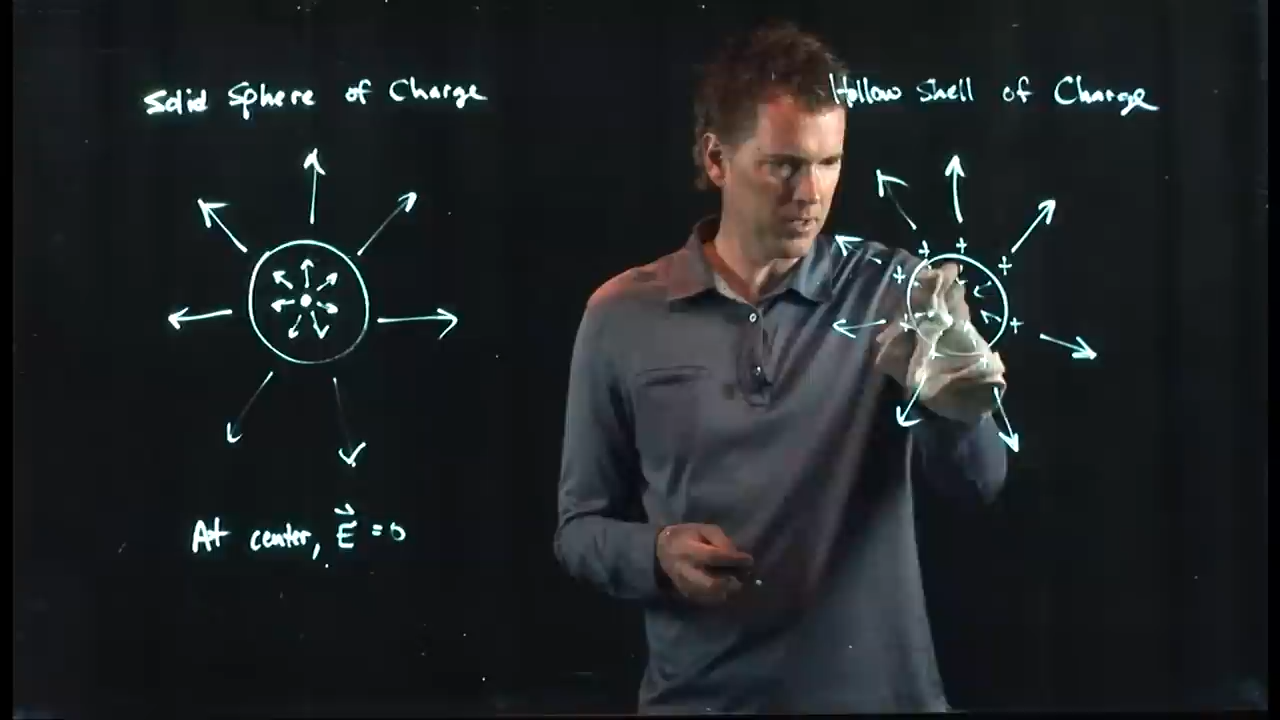 Solid Sphere of Charge
Hollow Shell of Charge
+ + + + + +
At center, E⃗ = 0